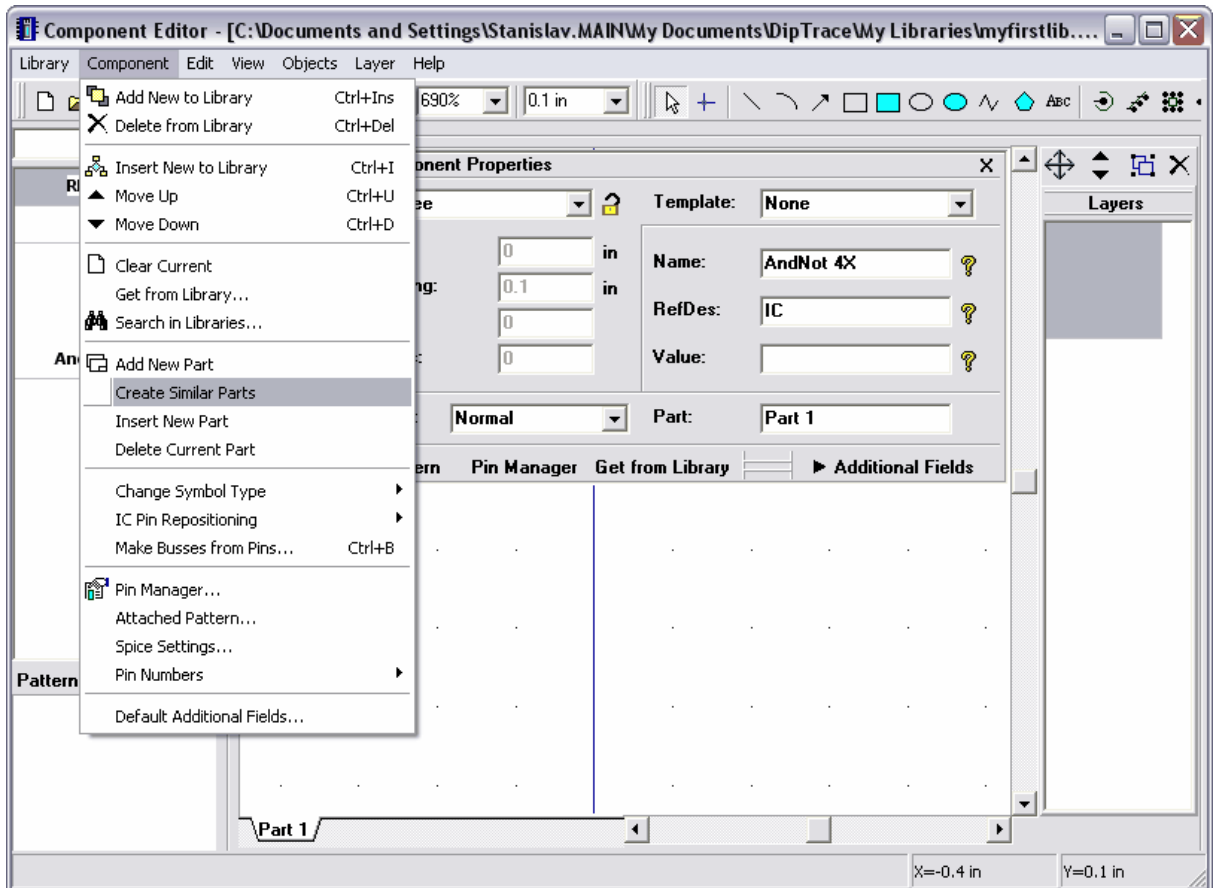 Component Editor - [C:\Documents and Settings\Stanislav.MAIN\My Documents\DipTrace\My Libraries\myfirstlib....
Library Component Edit View Objects Layer Help
690% 0.1 in ABC
Add New to Library Ctrl+Ins
Delete from Library Ctrl+Del
Insert New to Library Ctrl+I
Move Up Ctrl+U
Move Down Ctrl+D
Clear Current
Get from Library...
Search in Libraries...
Add New Part
Create Similar Parts
Insert New Part
Delete Current Part
Change Symbol Type
IC Pin Repositioning
Make Busses from Pins... Ctrl+B
Pin Manager...
Attached Pattern...
Spice Settings...
Pin Numbers
Default Additional Fields...
Pattern
onent Properties X
ee Template: None
0 in
ng: 0.1 in
0
0
Name: AndNot 4X
RefDes: IC
Value:
Normal Part: Part 1
ern Pin Manager Get from Library Additional Fields
Layers
Part 1
X=-0.4 in Y=0.1 in